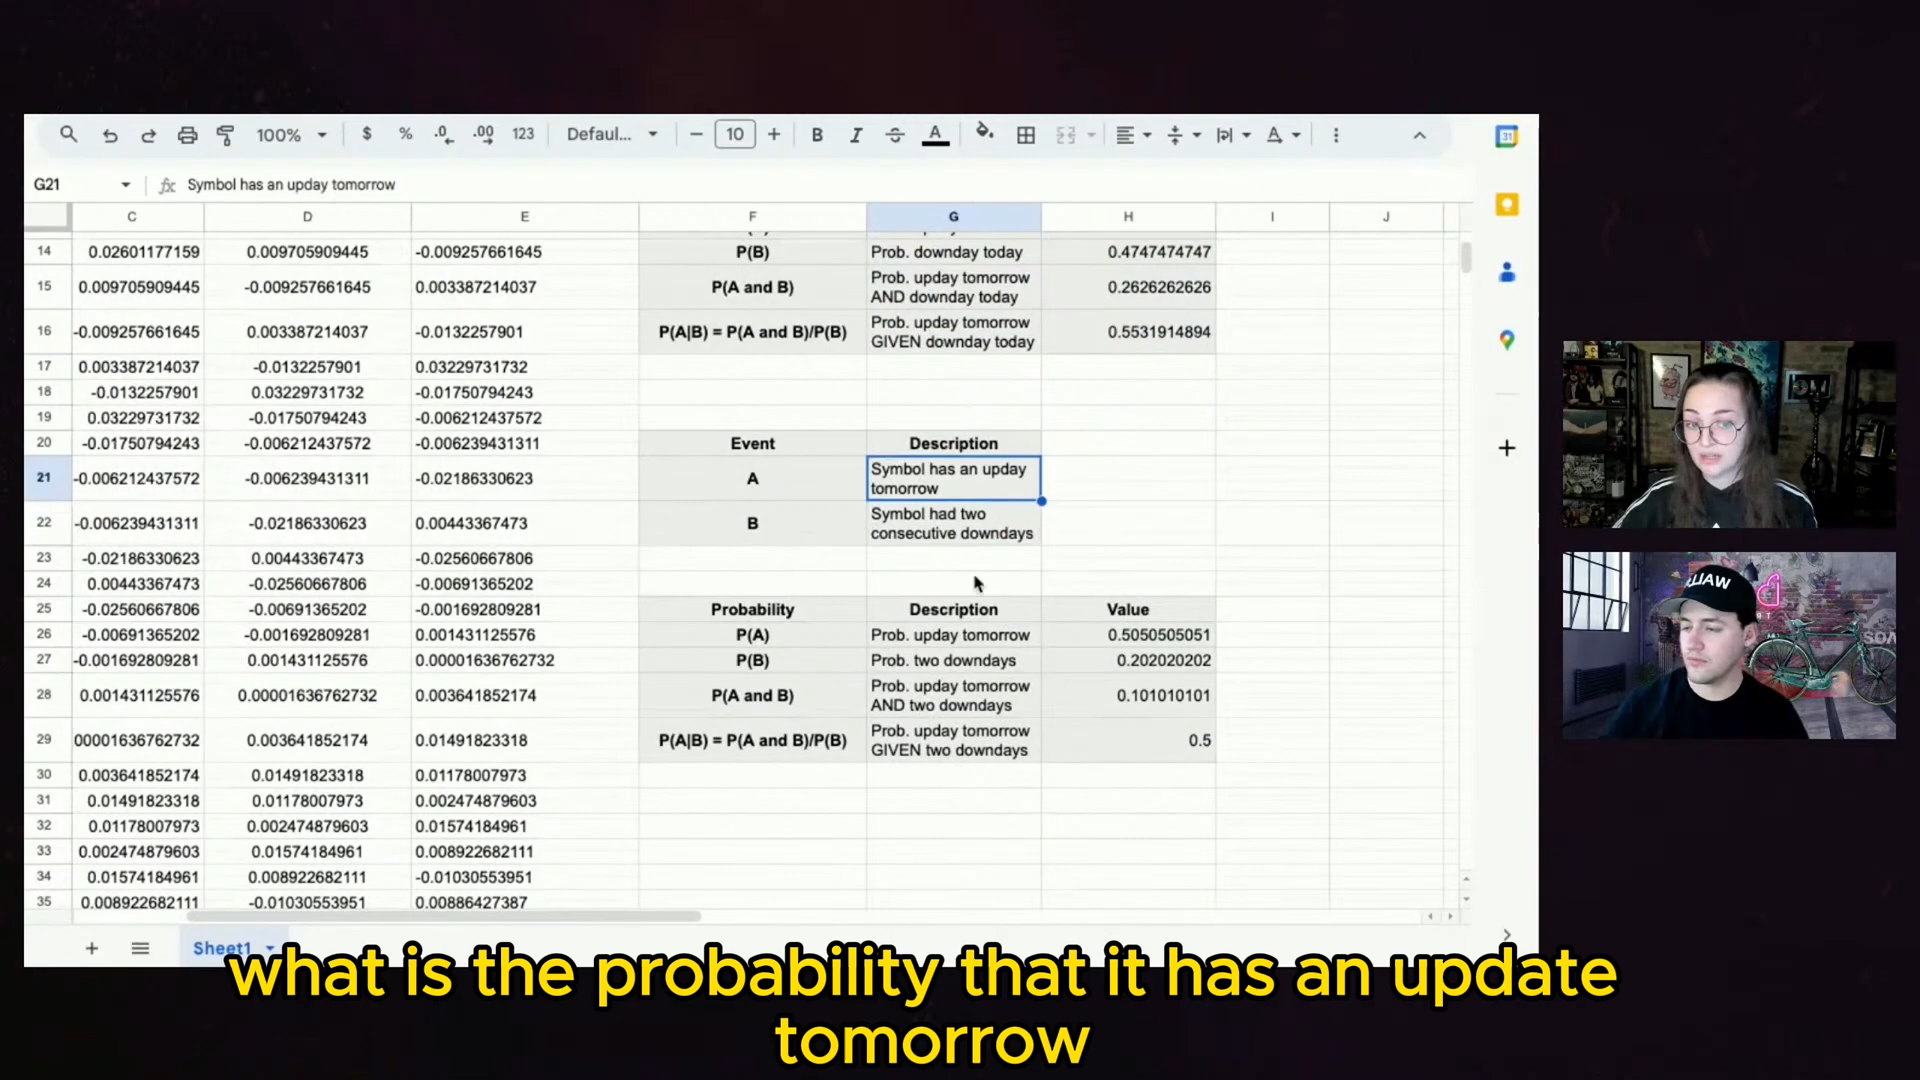 100% $ % .0 .00 123 Defaul... 10 B I A
G21 fx Symbol has an upday tomorrow
31
C D E F G H I J
14 0.02601177159 0.009705909445 -0.009257661645 P(B) Prob. downday today 0.4747474747
15 0.009705909445 -0.009257661645 0.003387214037 P(A and B) Prob. upday tomorrow AND downday today 0.2626262626
16 -0.009257661645 0.003387214037 -0.0132257901 P(A|B) = P(A and B)/P(B) Prob. upday tomorrow GIVEN downday today 0.5531914894
17 0.003387214037 -0.0132257901 0.03229731732
18 -0.0132257901 0.03229731732 -0.01750794243
19 0.03229731732 -0.01750794243 -0.006212437572
20 -0.01750794243 -0.006212437572 -0.006239431311 Event Description
21 -0.006212437572 -0.006239431311 -0.02186330623 A Symbol has an upday tomorrow
22 -0.006239431311 -0.02186330623 0.00443367473 B Symbol had two consecutive downdays
23 -0.02186330623 0.00443367473 -0.02560667806
24 0.00443367473 -0.02560667806 -0.00691365202
25 -0.02560667806 -0.00691365202 -0.001692809281 Probability Description Value
26 -0.00691365202 -0.001692809281 0.001431125576 P(A) Prob. upday tomorrow 0.5050505051
27 -0.001692809281 0.001431125576 0.00001636762732 P(B) Prob. two downdays 0.202020202
28 0.001431125576 0.00001636762732 0.003641852174 P(A and B) Prob. upday tomorrow AND two downdays 0.101010101
29 00001636762732 0.003641852174 0.01491823318 P(A|B) = P(A and B)/P(B) Prob. upday tomorrow GIVEN two downdays 0.5
30 0.003641852174 0.01491823318 0.01178007973
31 0.01491823318 0.01178007973 0.002474879603
32 0.01178007973 0.002474879603 0.01574184961
33 0.002474879603 0.01574184961 0.008922682111
34 0.01574184961 0.008922682111 -0.01030553951
35 0.008922682111 -0.01030553951 0.00886427387
Sheet1
what is the probability that it has an update
tomorrow